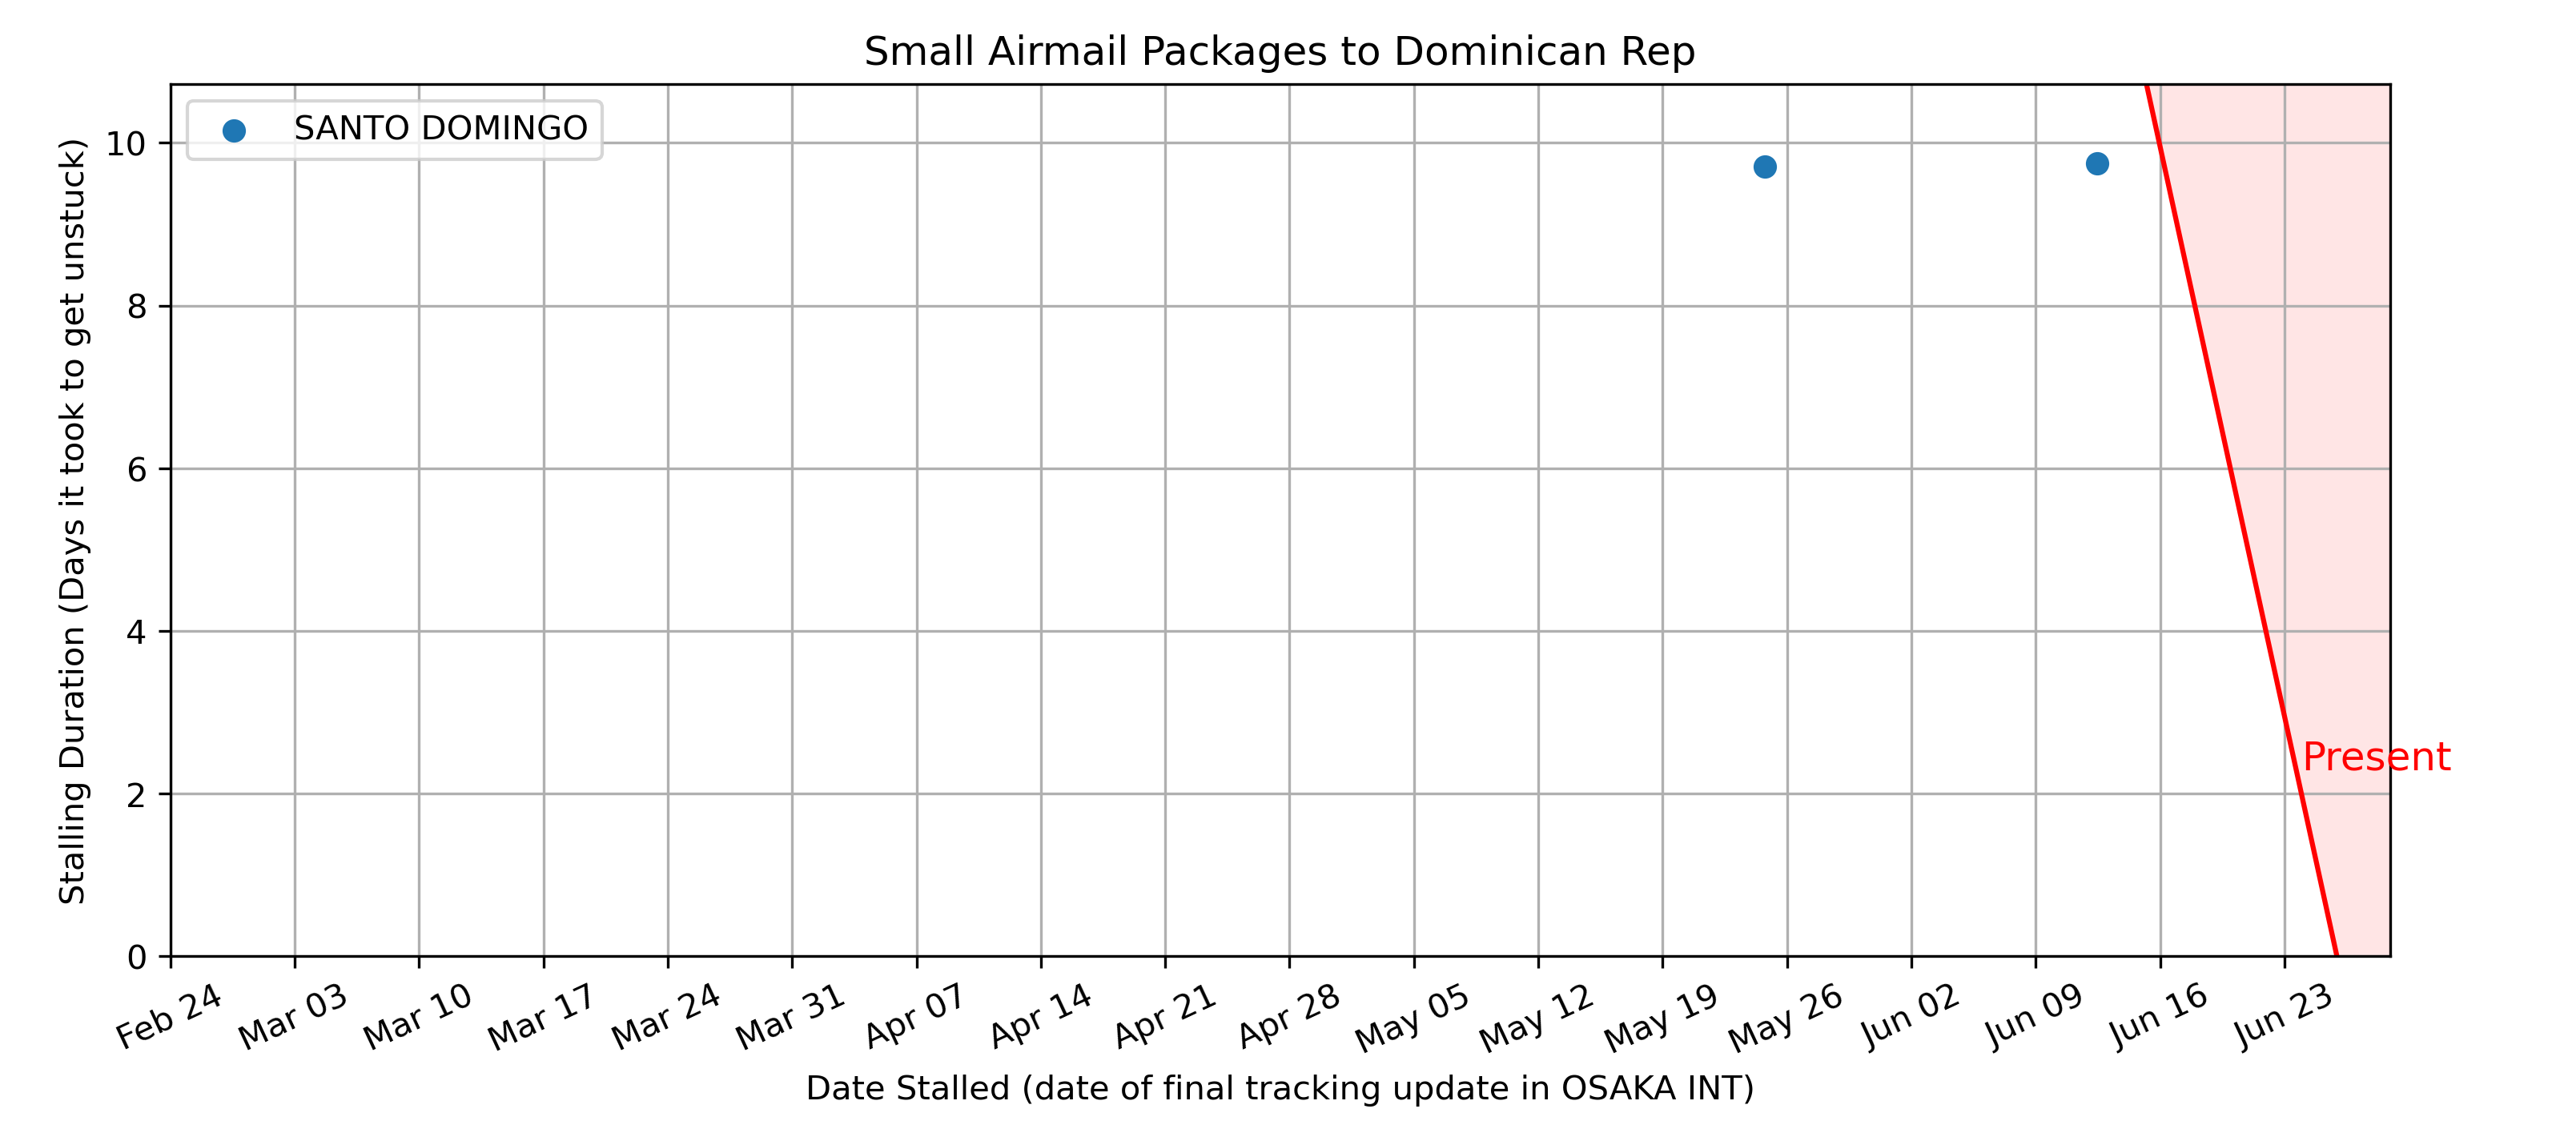 Small Airmail Packages to Dominican Rep
SANTO DOMINGO
Stalling Duration (Days it took to get unstuck)
10
8
6
4
2
0
Present
Feb 24
Mar 03
Mar 10
Mar 17
Mar 24
Mar 31
Apr 07
Apr 14
Apr 21
Apr 28
May 05
May 12
May 19
May 26
Jun 02
Jun 09
Jun 16
Jun 23
Date Stalled (date of final tracking update in OSAKA INT)